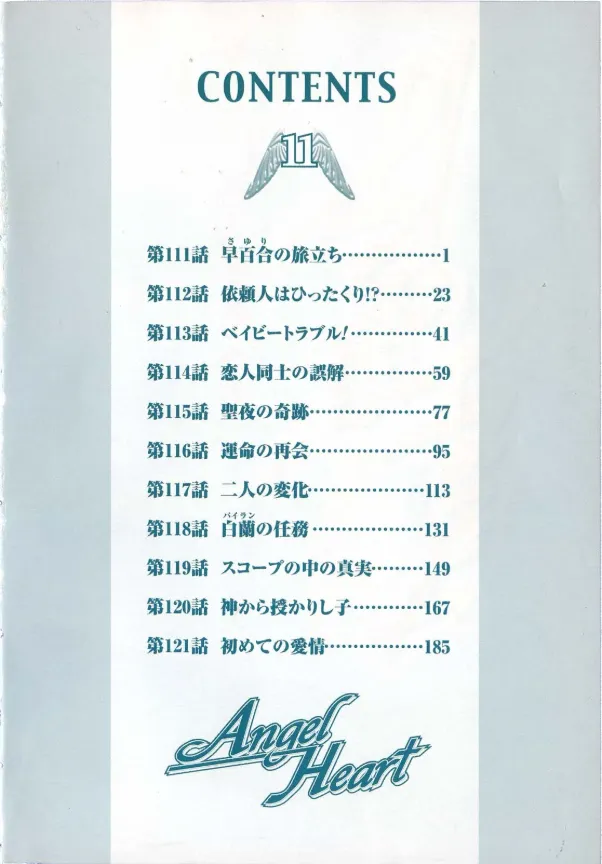 CONTENTS
11
第111話 早百合の旅立ち………………1
さゆり
第112話 依頼人はひったくり!?………23
第113話 ベイビートラブル!……………41
第114話 恋人同士の誤解……………59
第115話 聖夜の奇跡…………………77
第116話 運命の再会…………………95
第117話 二人の変化………………113
第118話 白蘭の任務………………131
パイラン
第119話 スコープの中の真実………149
第120話 神から授かりし子…………167
第121話 初めての愛情………………185
Angel
Heart